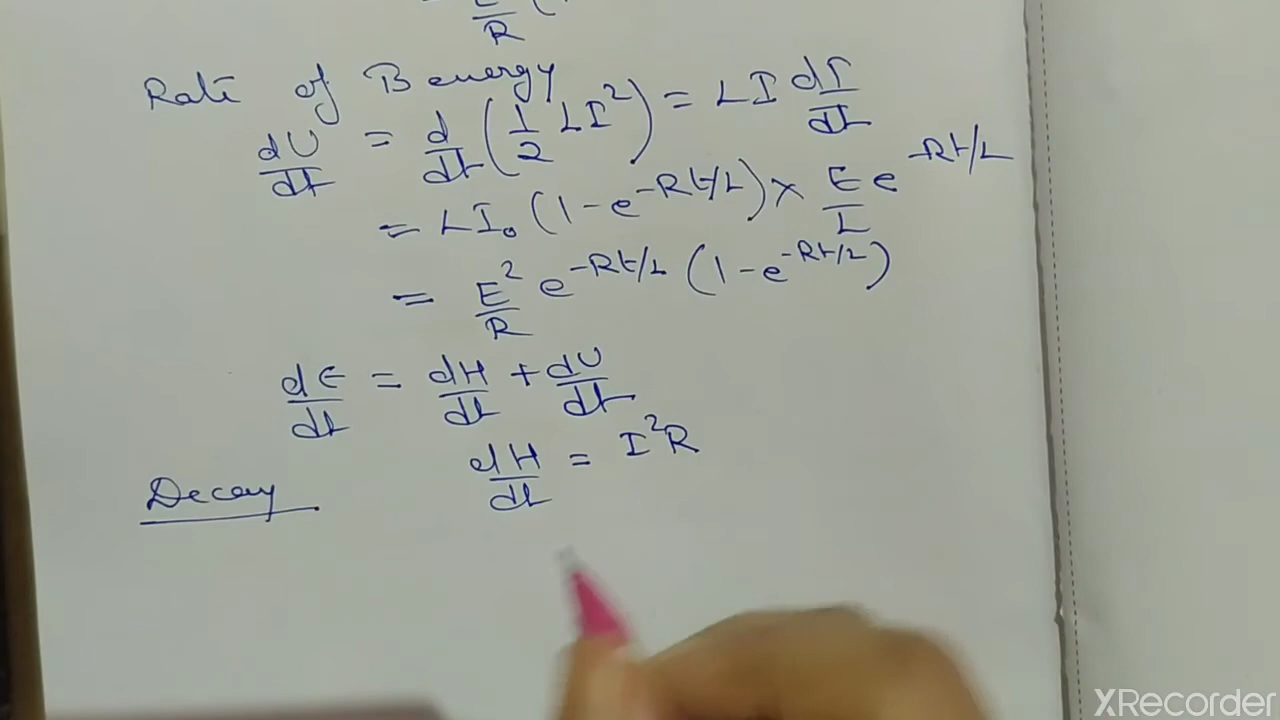 E/R (1
Rate of B energy
dU/dt = d/dt (1/2 LI²) = LI dI/dt
= LI₀ (1-e^-Rt/L) × E/L e^-Rt/L
= E²/R e^-Rt/L (1-e^-Rt/L)
dE/dt = dH/dt + dU/dt
dH/dt = I²R
Decay
XRecorder